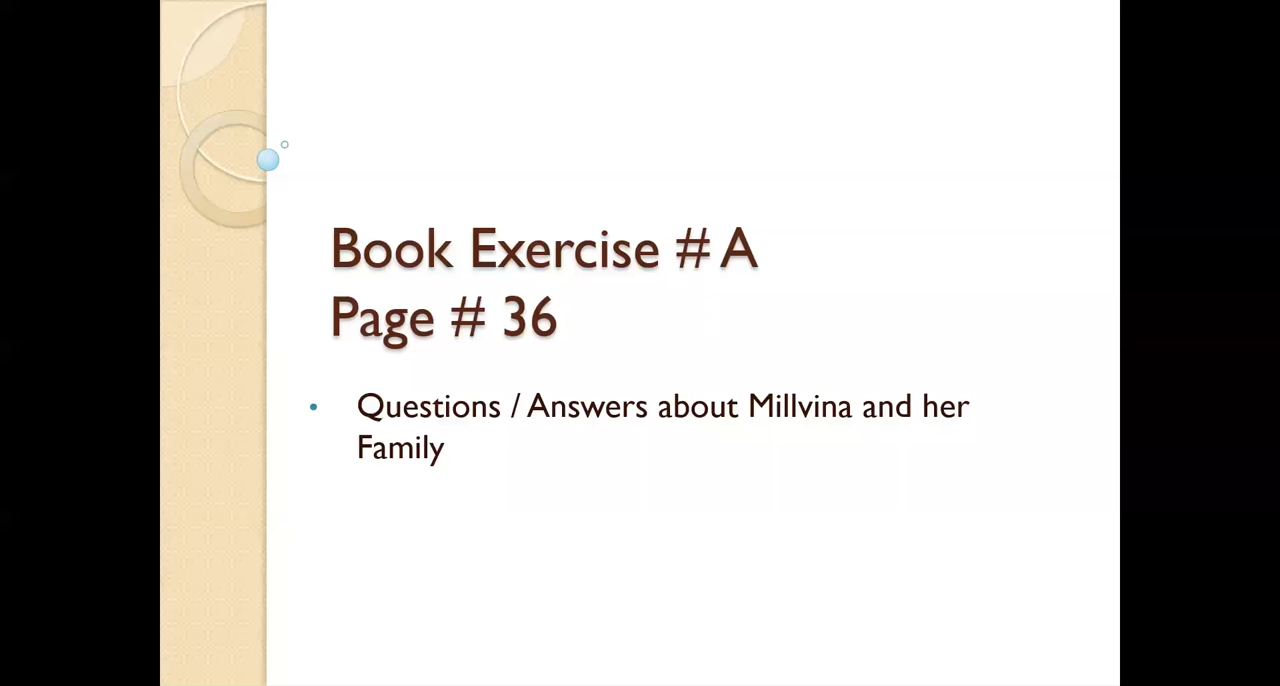 Book Exercise # A
Page # 36
• Questions / Answers about Millvina and her
Family